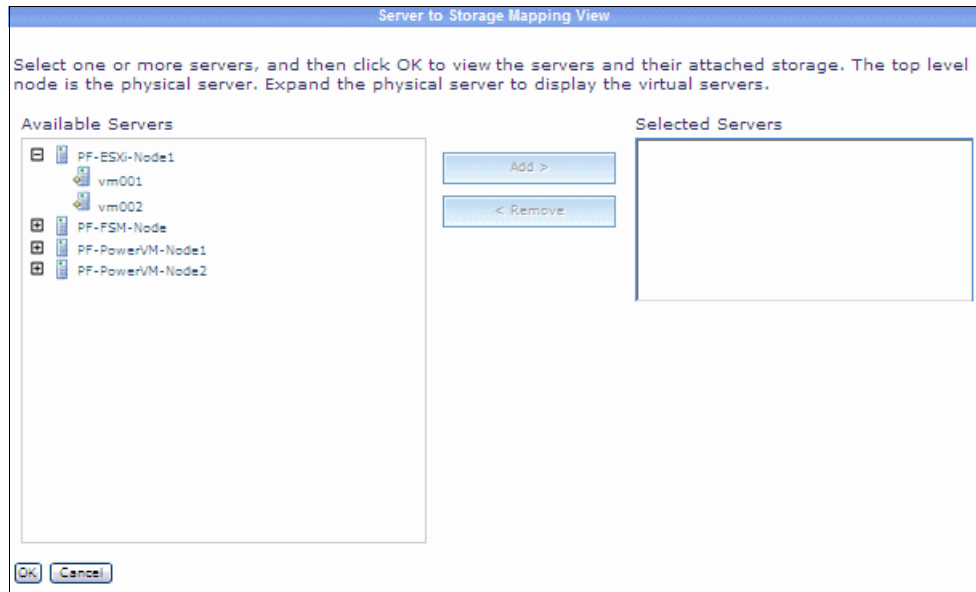 Server to Storage Mapping View
Select one or more servers, and then click OK to view the servers and their attached storage. The top level
node is the physical server. Expand the physical server to display the virtual servers.
Available Servers
Selected Servers
PF-ESXi-Node1
vm001
vm002
PF-FSM-Node
PF-PowerVM-Node1
PF-PowerVM-Node2
Add >
< Remove
OK
Cancel